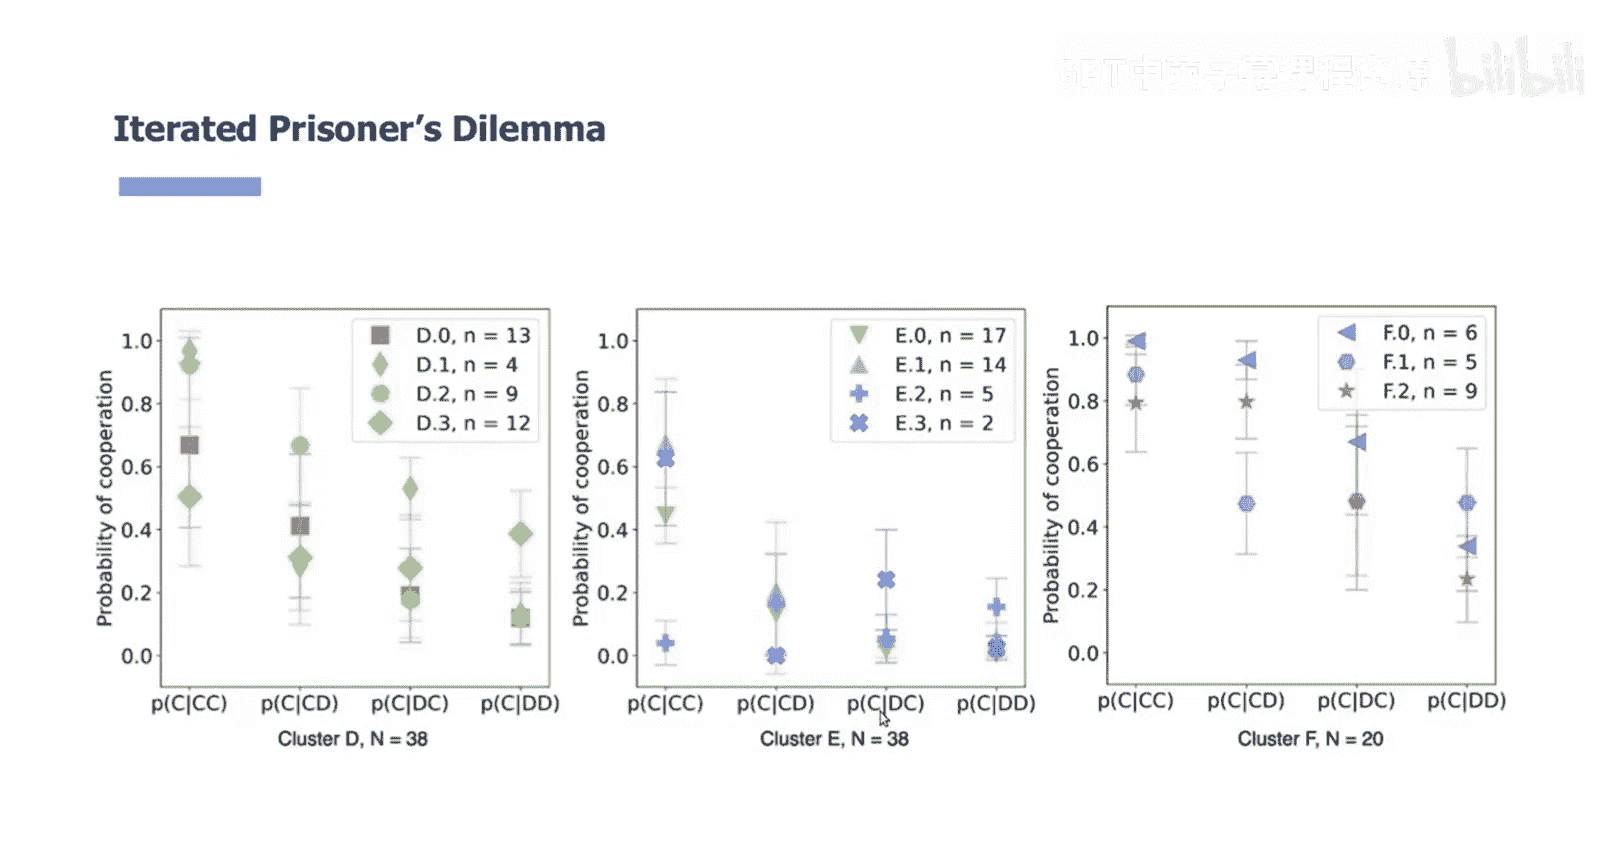 bilibili
Iterated Prisoner's Dilemma
Probability of cooperation
1.0
0.8
0.6
0.4
0.2
0.0
D.0, n = 13
D.1, n = 4
D.2, n = 9
D.3, n = 12
p(C|CC) p(C|CD) p(C|DC) p(C|DD)
Cluster D, N = 38
Probability of cooperation
1.0
0.8
0.6
0.4
0.2
0.0
E.0, n = 17
E.1, n = 14
E.2, n = 5
E.3, n = 2
p(C|CC) p(C|CD) p(C|DC) p(C|DD)
Cluster E, N = 38
Probability of cooperation
1.0
0.8
0.6
0.4
0.2
0.0
F.0, n = 6
F.1, n = 5
F.2, n = 9
p(C|CC) p(C|CD) p(C|DC) p(C|DD)
Cluster F, N = 20